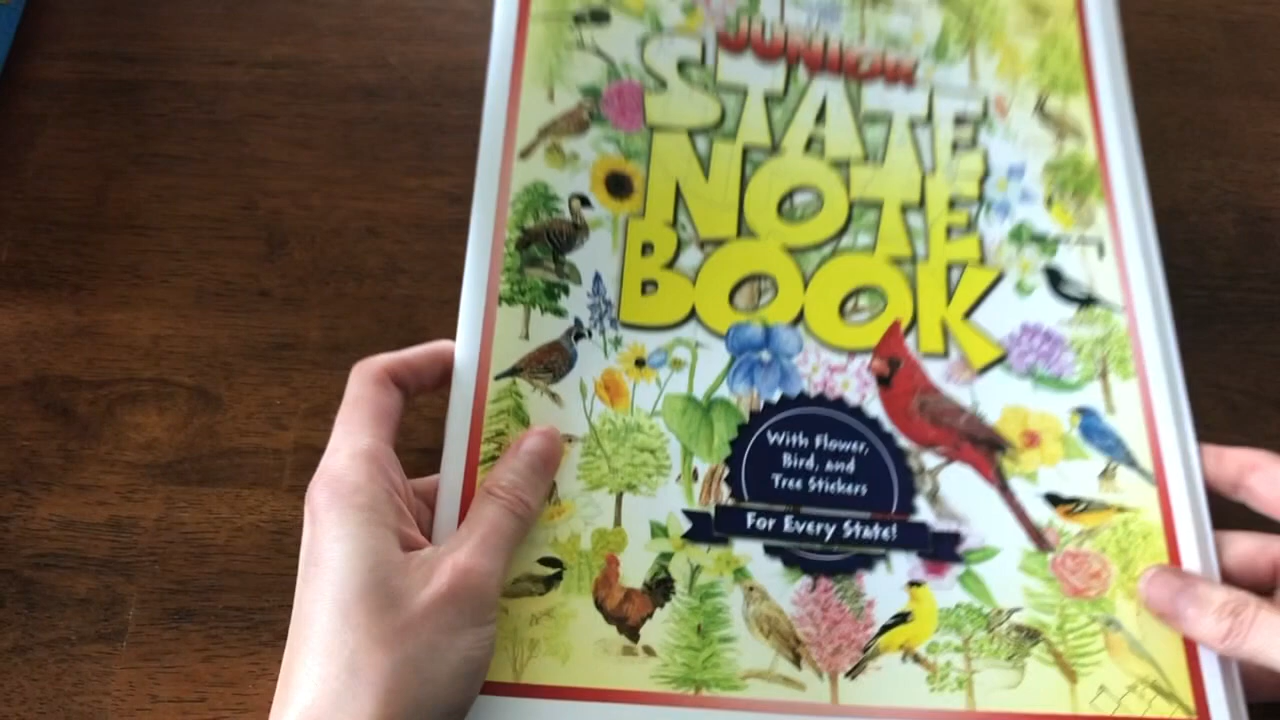 JUNIOR
STATE
NOTE
BOOK
With Flower,
Bird, and
Tree Stickers
For Every State!